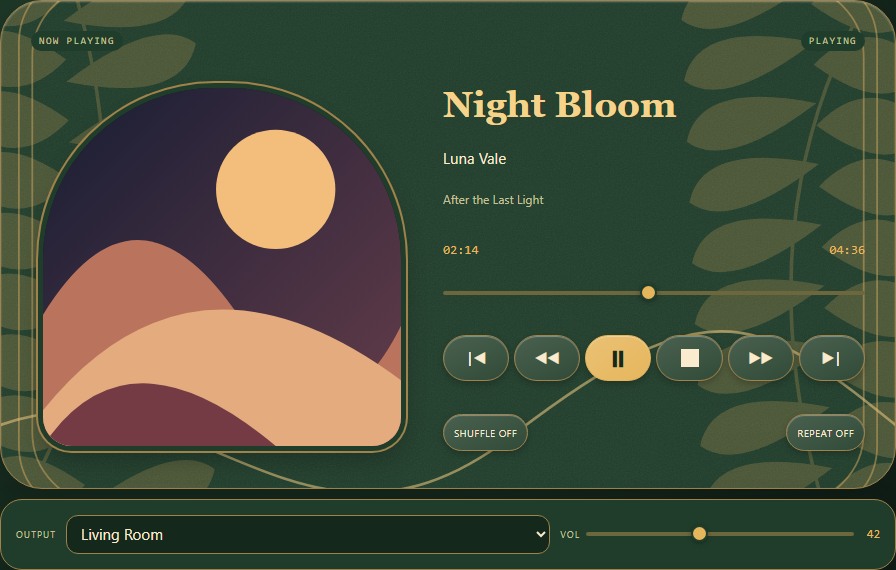 NOW PLAYING
PLAYING
Night Bloom
Luna Vale
After the Last Light
02:14
04:36
SHUFFLE OFF
REPEAT OFF
OUTPUT
Living Room
VOL
42